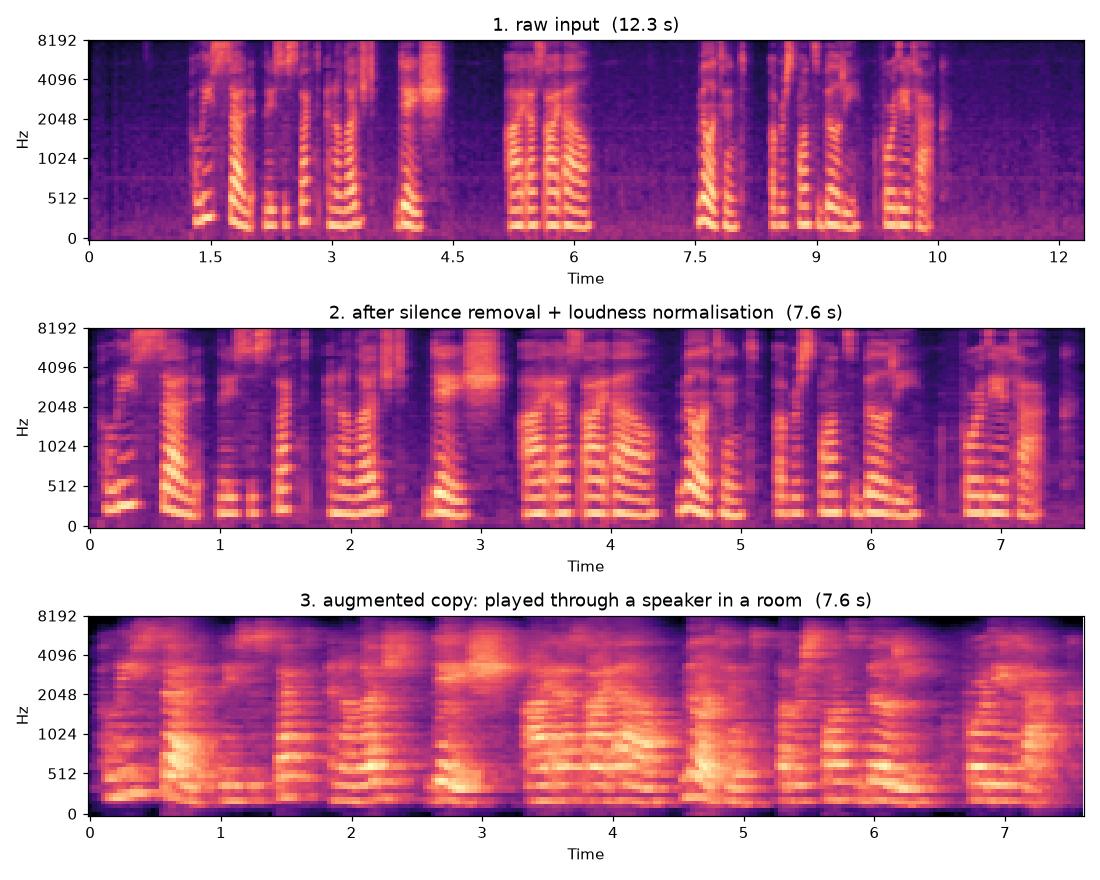 1. raw input (12.3 s)
8192
4096
2048
1024
512
0
Hz
0 1.5 3 4.5 6 7.5 9 10 12
Time
2. after silence removal + loudness normalisation (7.6 s)
8192
4096
2048
1024
512
0
Hz
0 1 2 3 4 5 6 7
Time
3. augmented copy: played through a speaker in a room (7.6 s)
8192
4096
2048
1024
512
0
Hz
0 1 2 3 4 5 6 7
Time